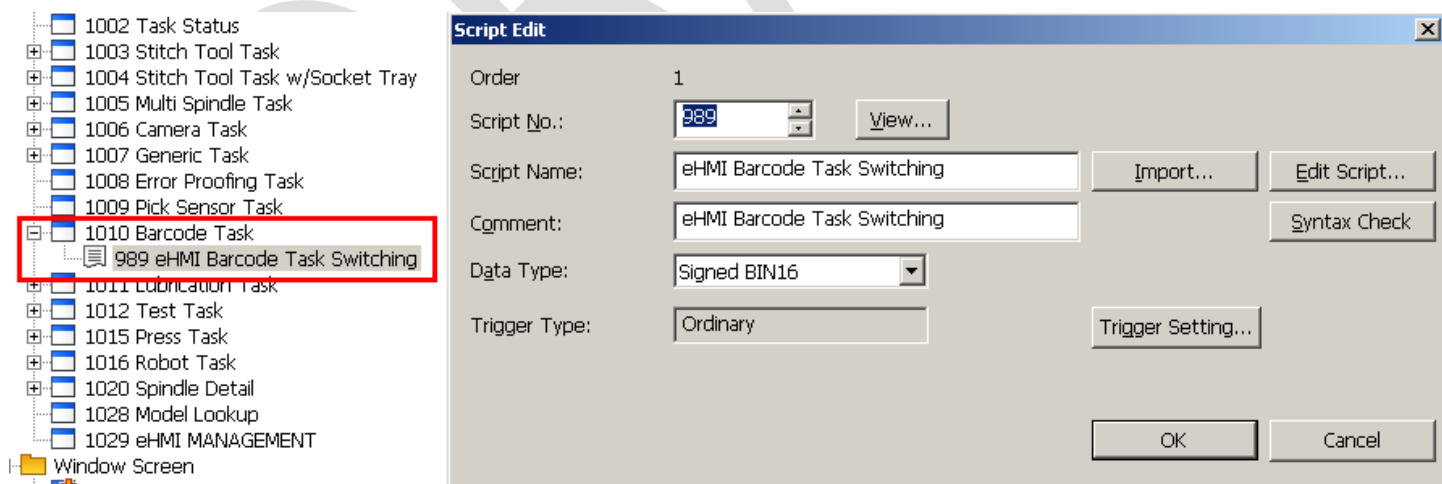 1002 Task Status
1003 Stitch Tool Task
1004 Stitch Tool Task w/Socket Tray
1005 Multi Spindle Task
1006 Camera Task
1007 Generic Task
1008 Error Proofing Task
1009 Pick Sensor Task
1010 Barcode Task
989 eHMI Barcode Task Switching
1011 Lubrication Task
1012 Test Task
1015 Press Task
1016 Robot Task
1020 Spindle Detail
1028 Model Lookup
1029 eHMI MANAGEMENT
Window Screen
Script Edit
Order 1
Script No.: 989 View...
Script Name: eHMI Barcode Task Switching Import... Edit Script...
Comment: eHMI Barcode Task Switching Syntax Check
Data Type: Signed BIN16
Trigger Type: Ordinary Trigger Setting...
OK Cancel